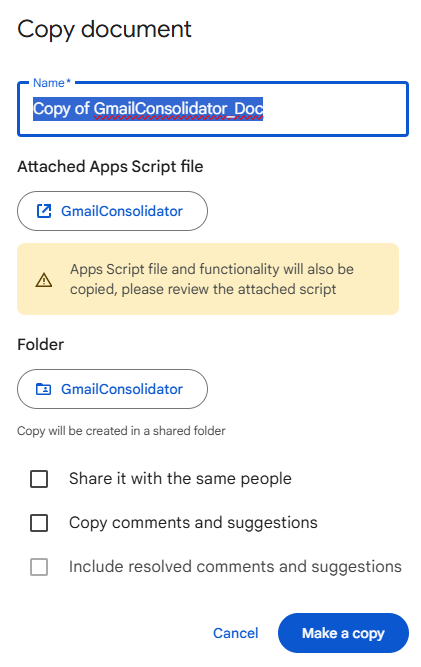 Copy document
Name*
Copy of GmailConsolidator_Doc
Attached Apps Script file
GmailConsolidator
Apps Script file and functionality will also be
copied, please review the attached script
Folder
GmailConsolidator
Copy will be created in a shared folder
Share it with the same people
Copy comments and suggestions
Include resolved comments and suggestions
Cancel
Make a copy